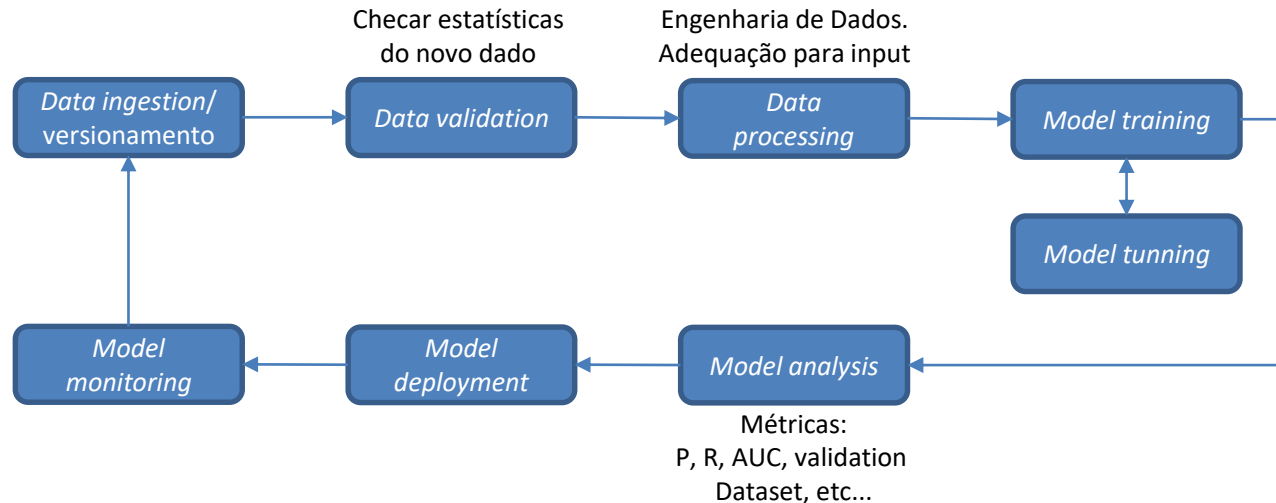 Checar estatísticas
do novo dado
Engenharia de Dados.
Adequação para input
Data ingestion/
versionamento
Data validation
Data
processing
Model training
Model tunning
Model
monitoring
Model
deployment
Model analysis
Métricas:
P, R, AUC, validation
Dataset, etc...